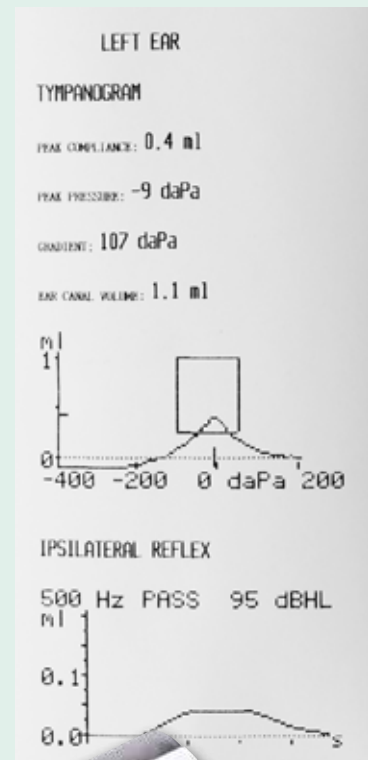 LEFT EAR
TYMPANOGRAM
PEAK COMPLIANCE: 0.4 ml
PEAK PRESSURE: -9 daPa
GRADIENT: 107 daPa
EAR CANAL VOLUME: 1.1 ml
ml
1
0
-400 -200 0 daPa 200
IPSILATERAL REFLEX
500 Hz PASS 95 dBHL
ml
0.1
0.0
s